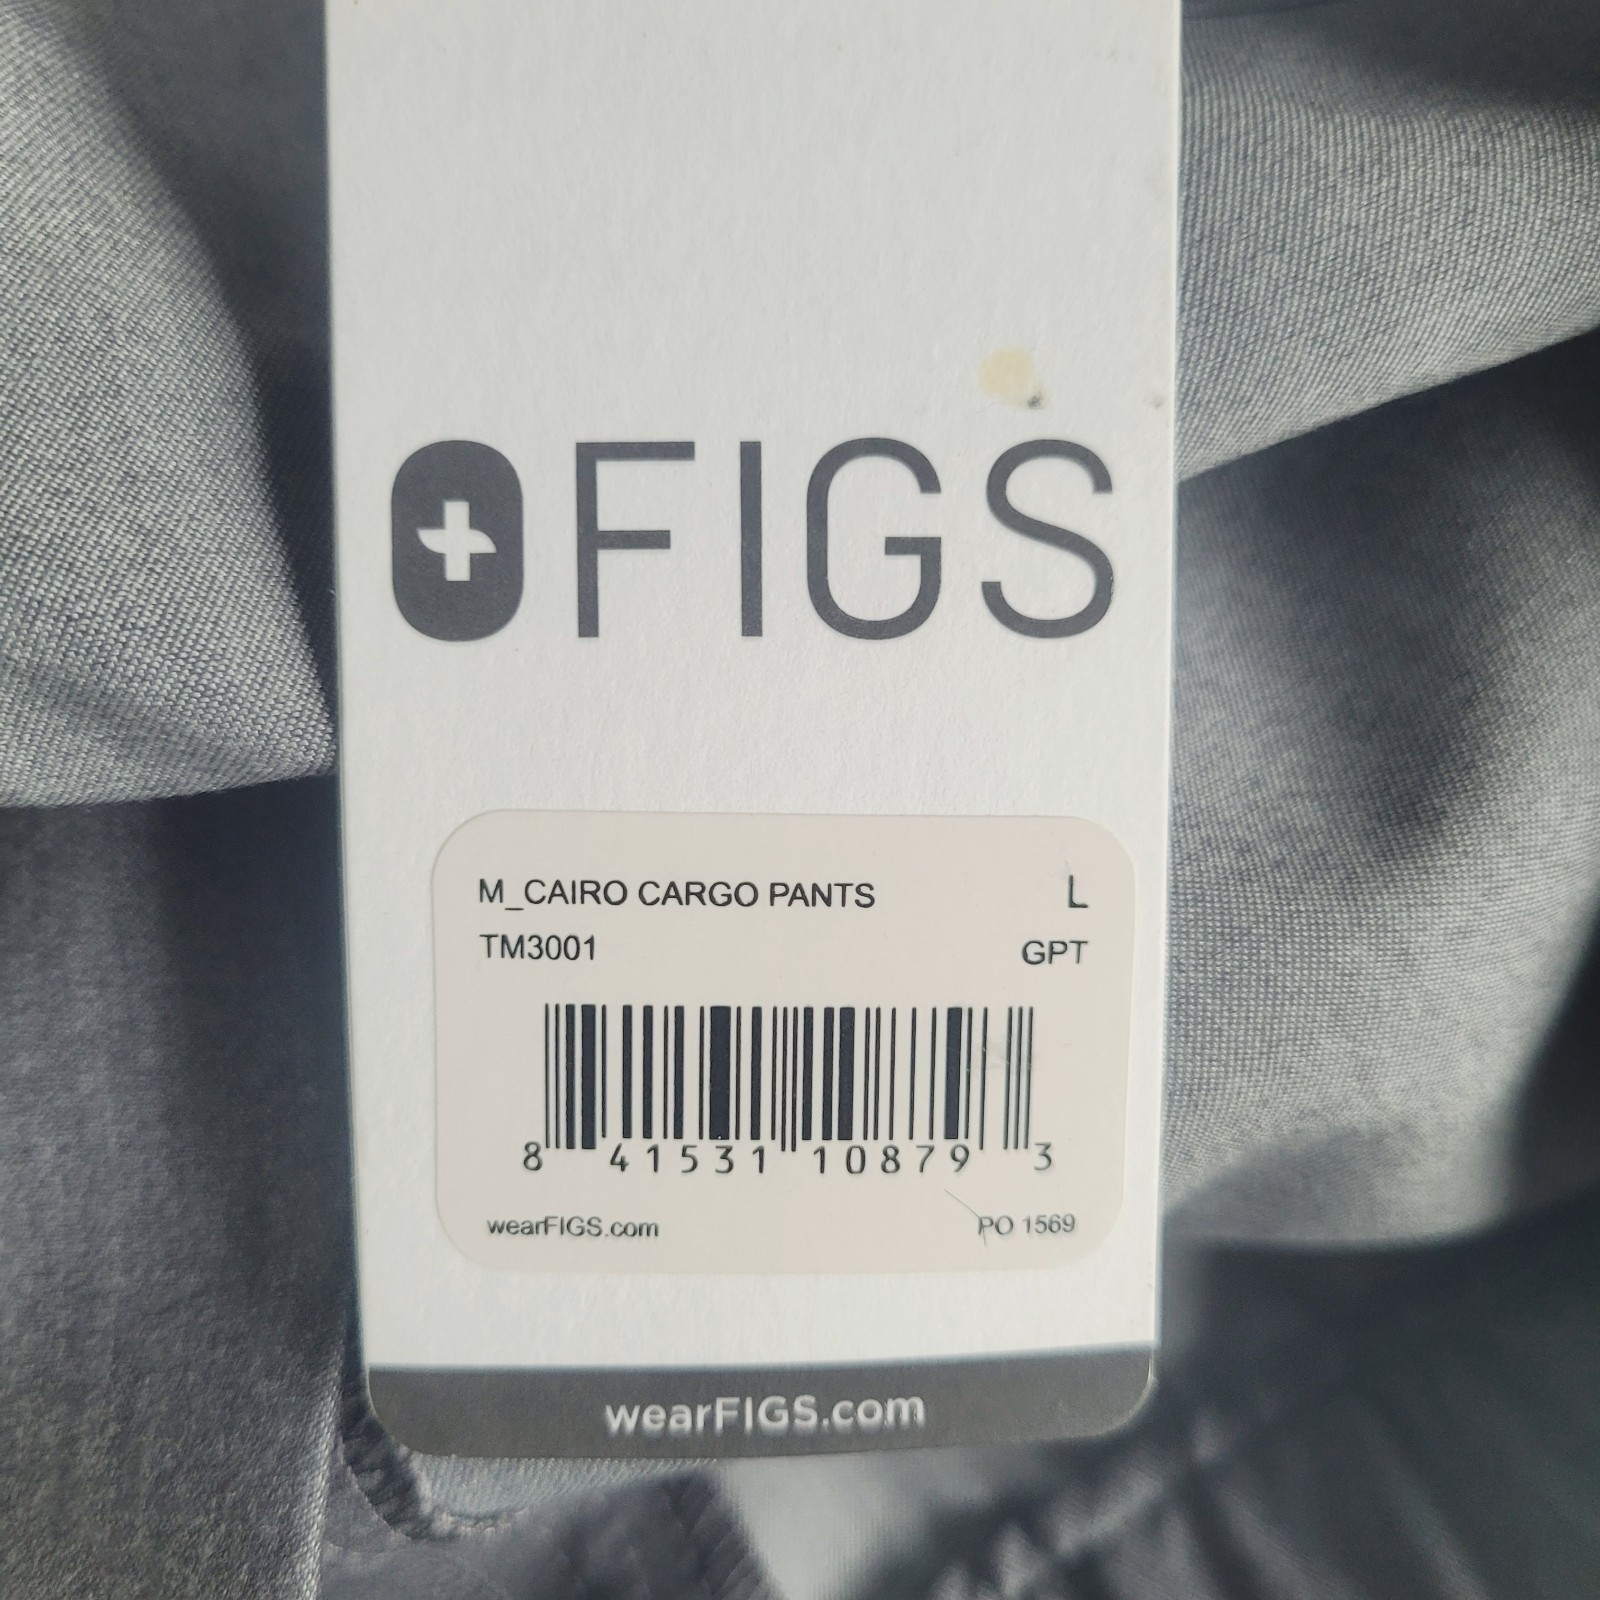 FIGS
M_CAIRO CARGO PANTS L
TM3001 GPT
8 41531 10879 3
wearFIGS.com PO 1569
wearFIGS.com